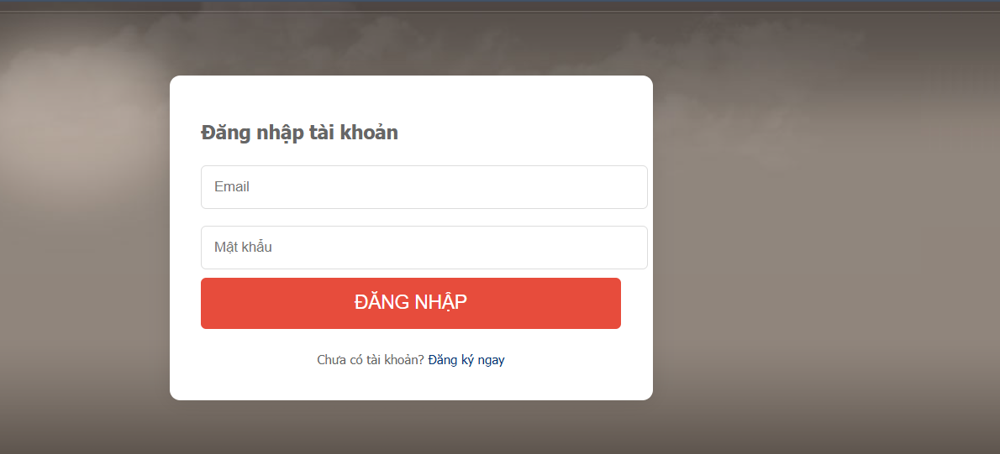 Đăng nhập tài khoản
Email
Mật khẩu
ĐĂNG NHẬP
Chưa có tài khoản? Đăng ký ngay